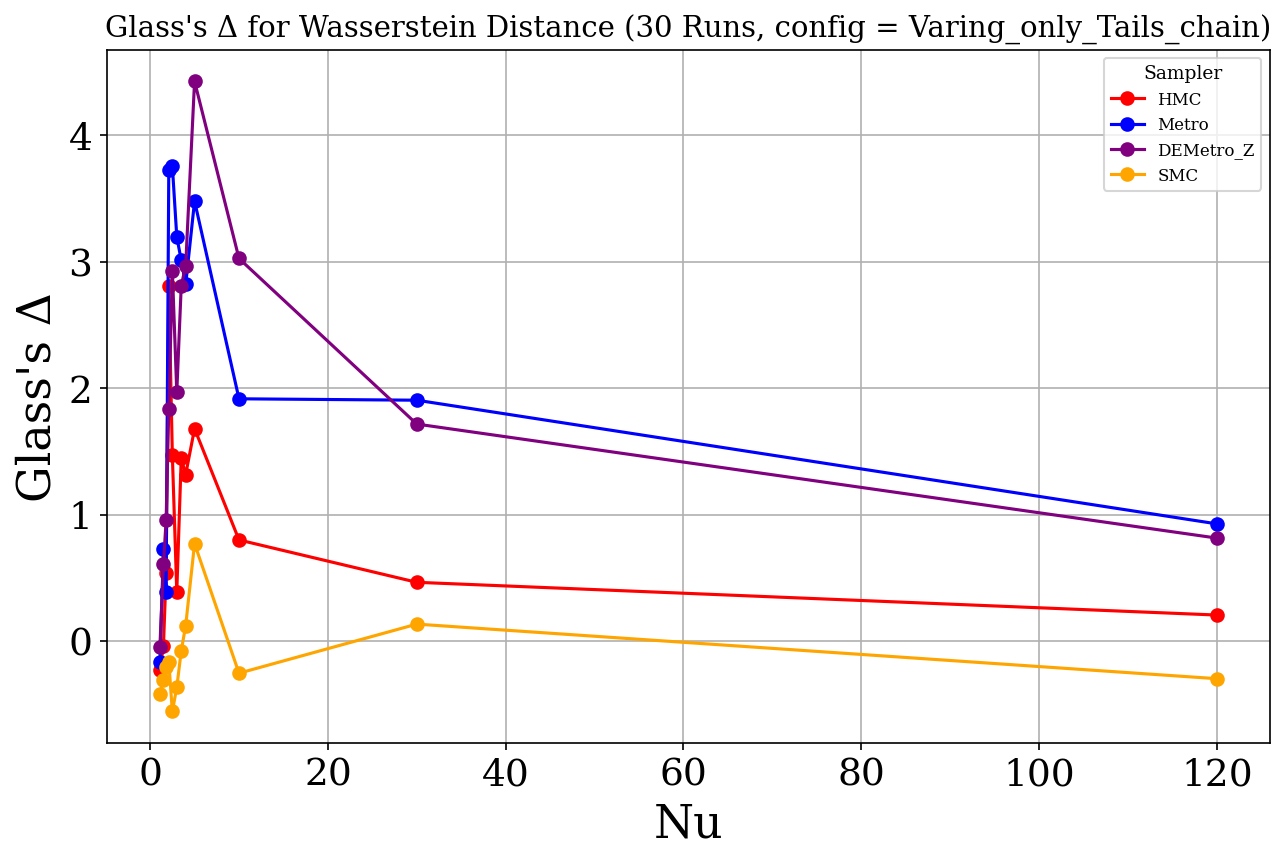 Glass's Δ for Wasserstein Distance (30 Runs, config = Varing_only_Tails_chain)
Sampler
HMC
Metro
DEMetro_Z
SMC
Glass's Δ
4
3
2
1
0
0 20 40 60 80 100 120
Nu